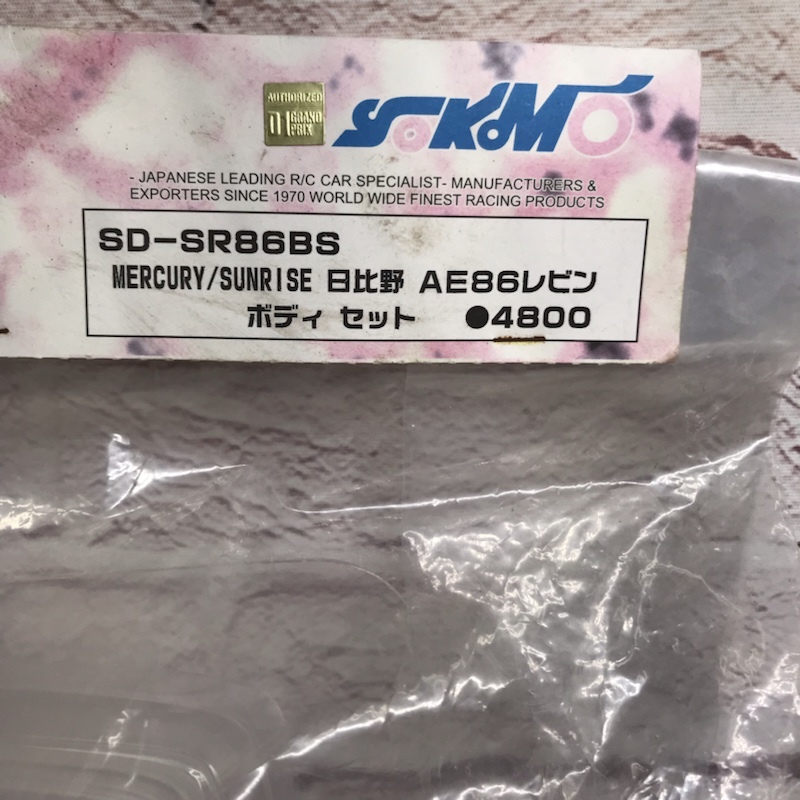 AUTHORIZED
D1 GRAND
PRIX
SoKoMO
- JAPANESE LEADING R/C CAR SPECIALIST- MANUFACTURERS &
EXPORTERS SINCE 1970 WORLD WIDE FINEST RACING PRODUCTS
SD-SR86BS
MERCURY/SUNRISE 日比野 AE86レビン
ボディ セット ●4800